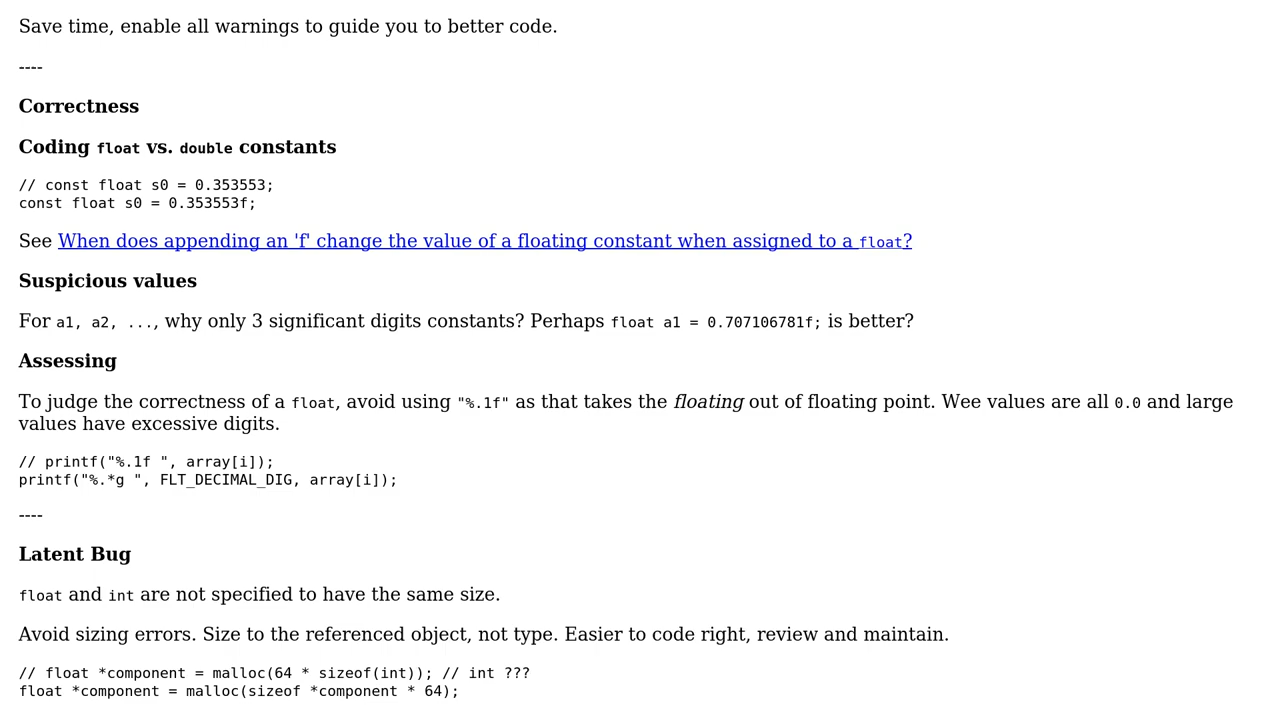 Save time, enable all warnings to guide you to better code.
----
Correctness
Coding float vs. double constants
// const float s0 = 0.353553;
const float s0 = 0.353553f;
See When does appending an 'f' change the value of a floating constant when assigned to a float?
Suspicious values
For a1, a2, ..., why only 3 significant digits constants? Perhaps float a1 = 0.707106781f; is better?
Assessing
To judge the correctness of a float, avoid using "%.1f" as that takes the floating out of floating point. Wee values are all 0.0 and large
values have excessive digits.
// printf("%.1f ", array[i]);
printf("%.*g ", FLT_DECIMAL_DIG, array[i]);
----
Latent Bug
float and int are not specified to have the same size.
Avoid sizing errors. Size to the referenced object, not type. Easier to code right, review and maintain.
// float *component = malloc(64 * sizeof(int)); // int ???
float *component = malloc(sizeof *component * 64);